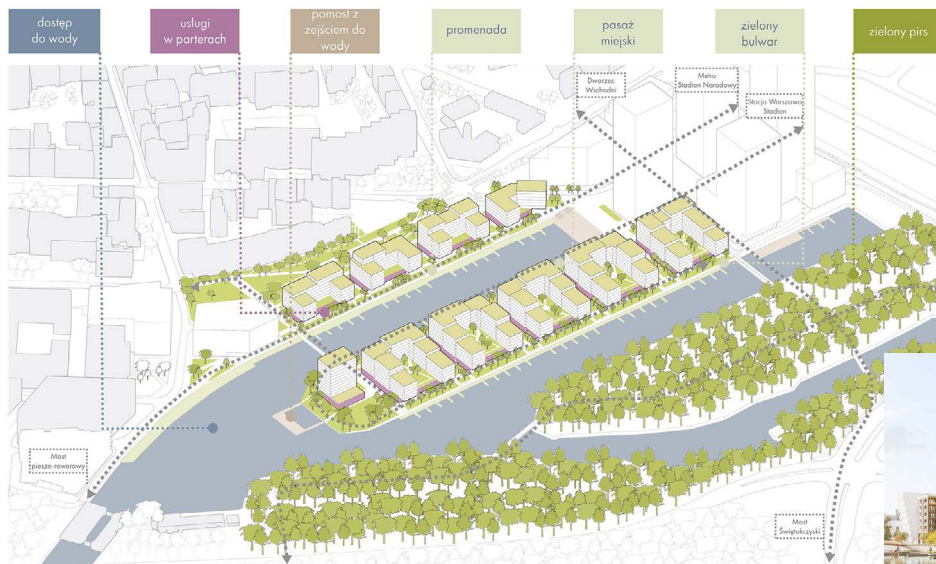 dostęp
do wody
usługi
w parterach
pomost z
zejściem do
wody
promenada
pasaż
miejski
zielony
bulwar
zielony pirs
Dworzec
Wschodni
Metro
Stadion Narodowy
Stacja Warszawa
Stadion
Most
pieszo-rowerowy
Most
Świętokrzyski